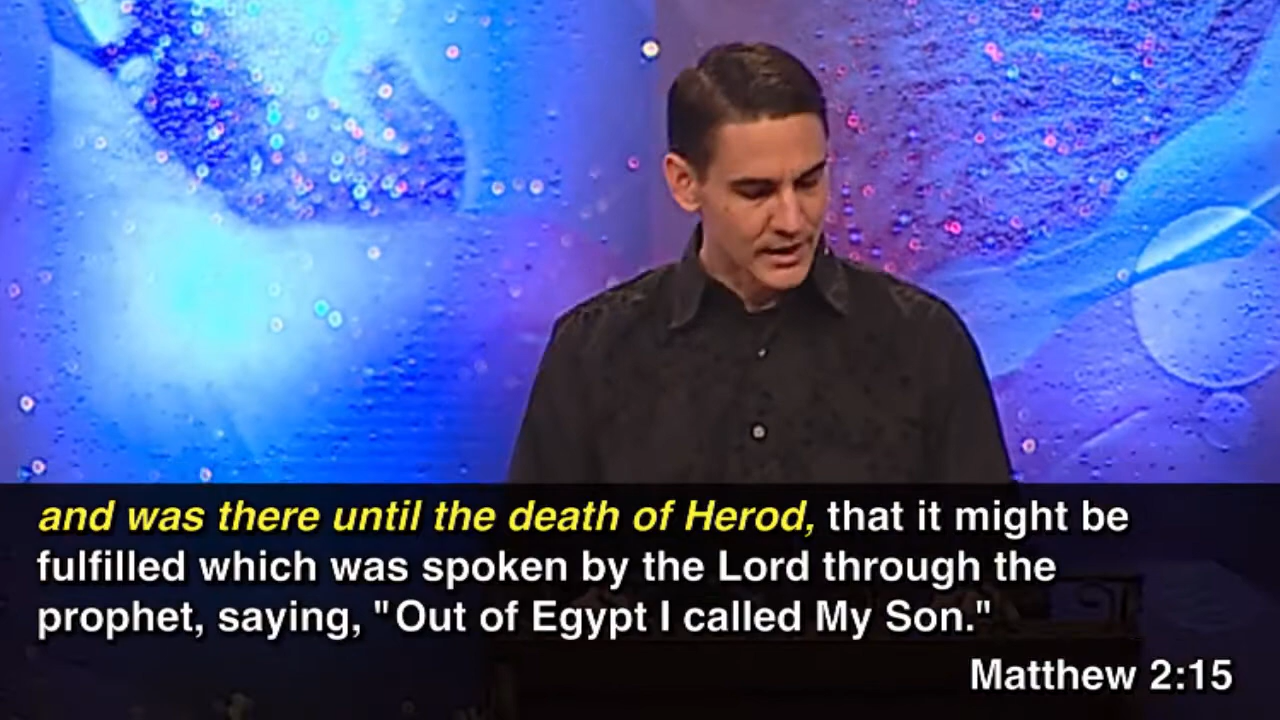 and was there until the death of Herod, that it might be
fulfilled which was spoken by the Lord through the
prophet, saying, "Out of Egypt I called My Son."
Matthew 2:15